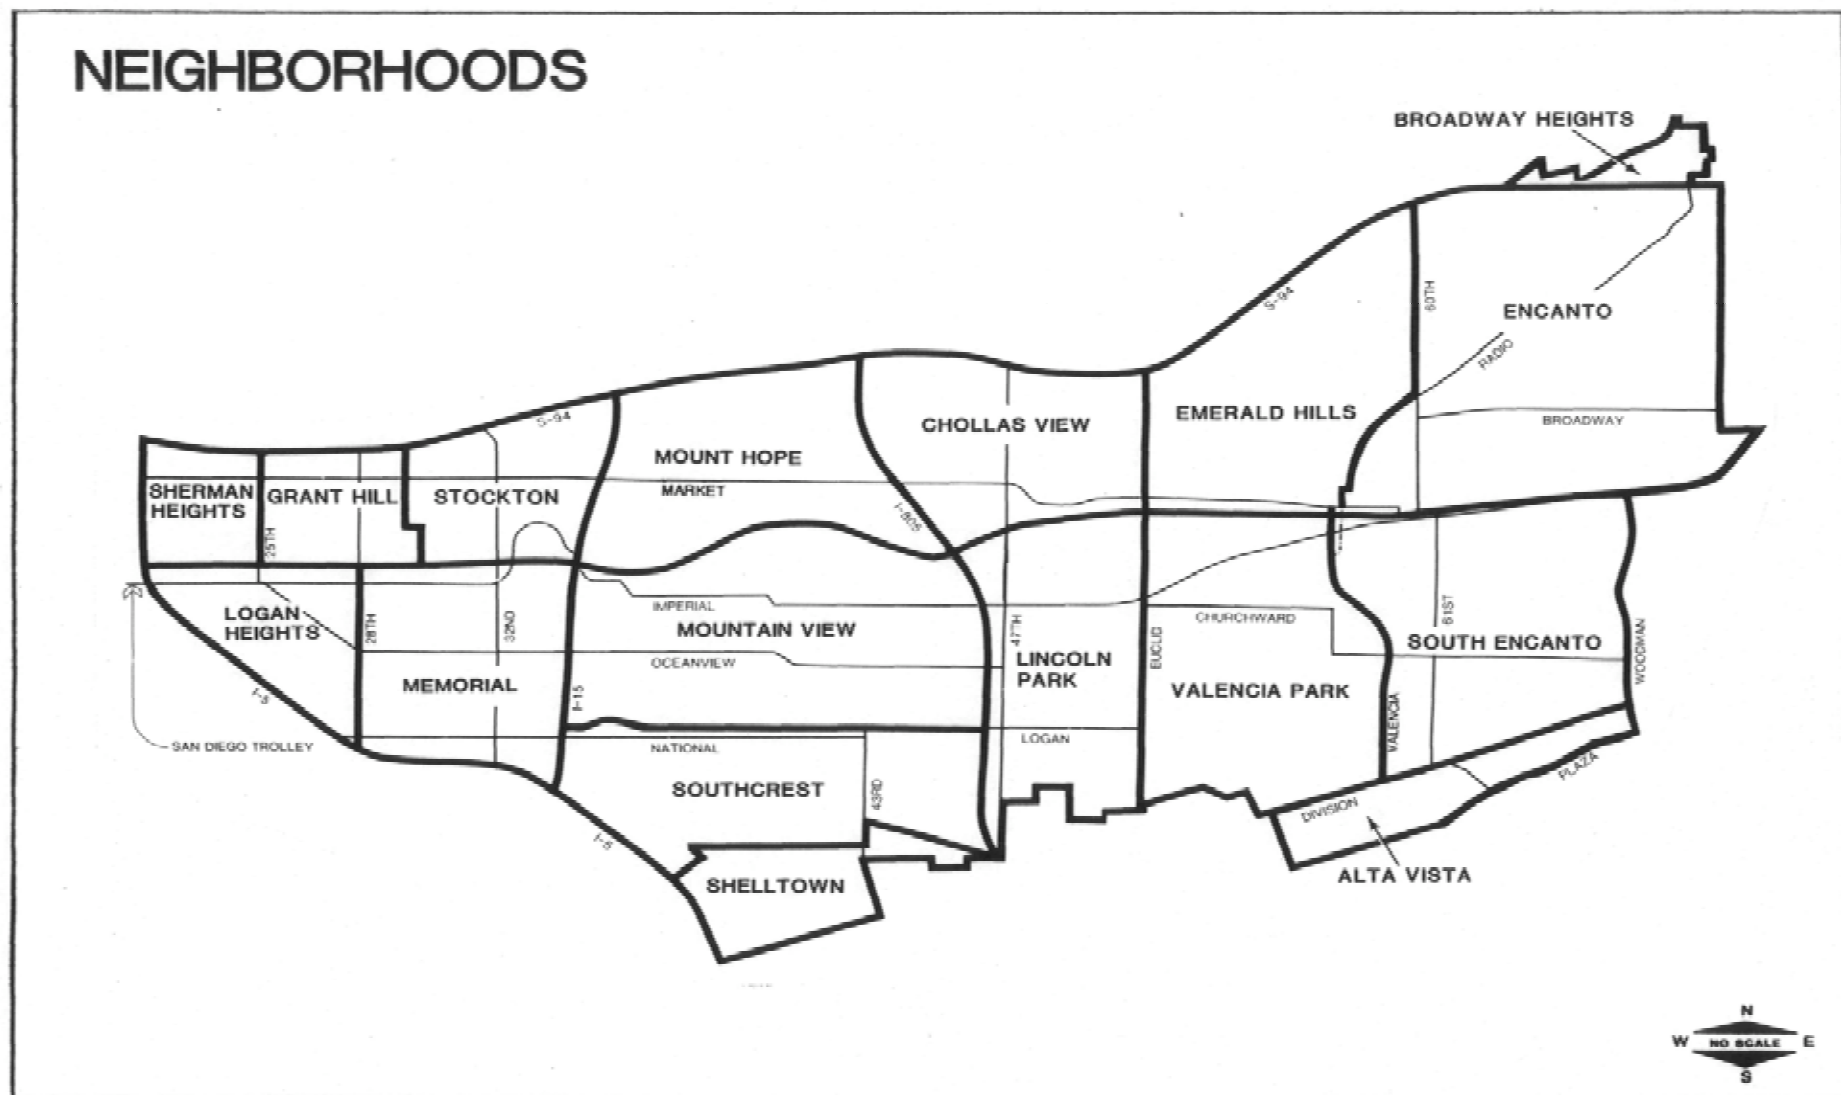 NEIGHBORHOODS
BROADWAY HEIGHTS
S-94
60TH
ENCANTO
RADIO
BROADWAY
EMERALD HILLS
CHOLLAS VIEW
S-94
MOUNT HOPE
MARKET
SHERMAN
HEIGHTS
GRANT HILL
STOCKTON
25TH
I-805
LOGAN
HEIGHTS
28TH
32ND
IMPERIAL
MOUNTAIN VIEW
OCEANVIEW
47TH
LINCOLN
PARK
EUCLID
CHURCHWARD
VALENCIA PARK
61ST
SOUTH ENCANTO
WOODMAN
MEMORIAL
I-5
I-15
VALENCIA
SAN DIEGO TROLLEY
NATIONAL
LOGAN
SOUTHCREST
43RD
PLAZA
DIVISION
I-5
SHELLTOWN
ALTA VISTA
N
W NO SCALE E
S